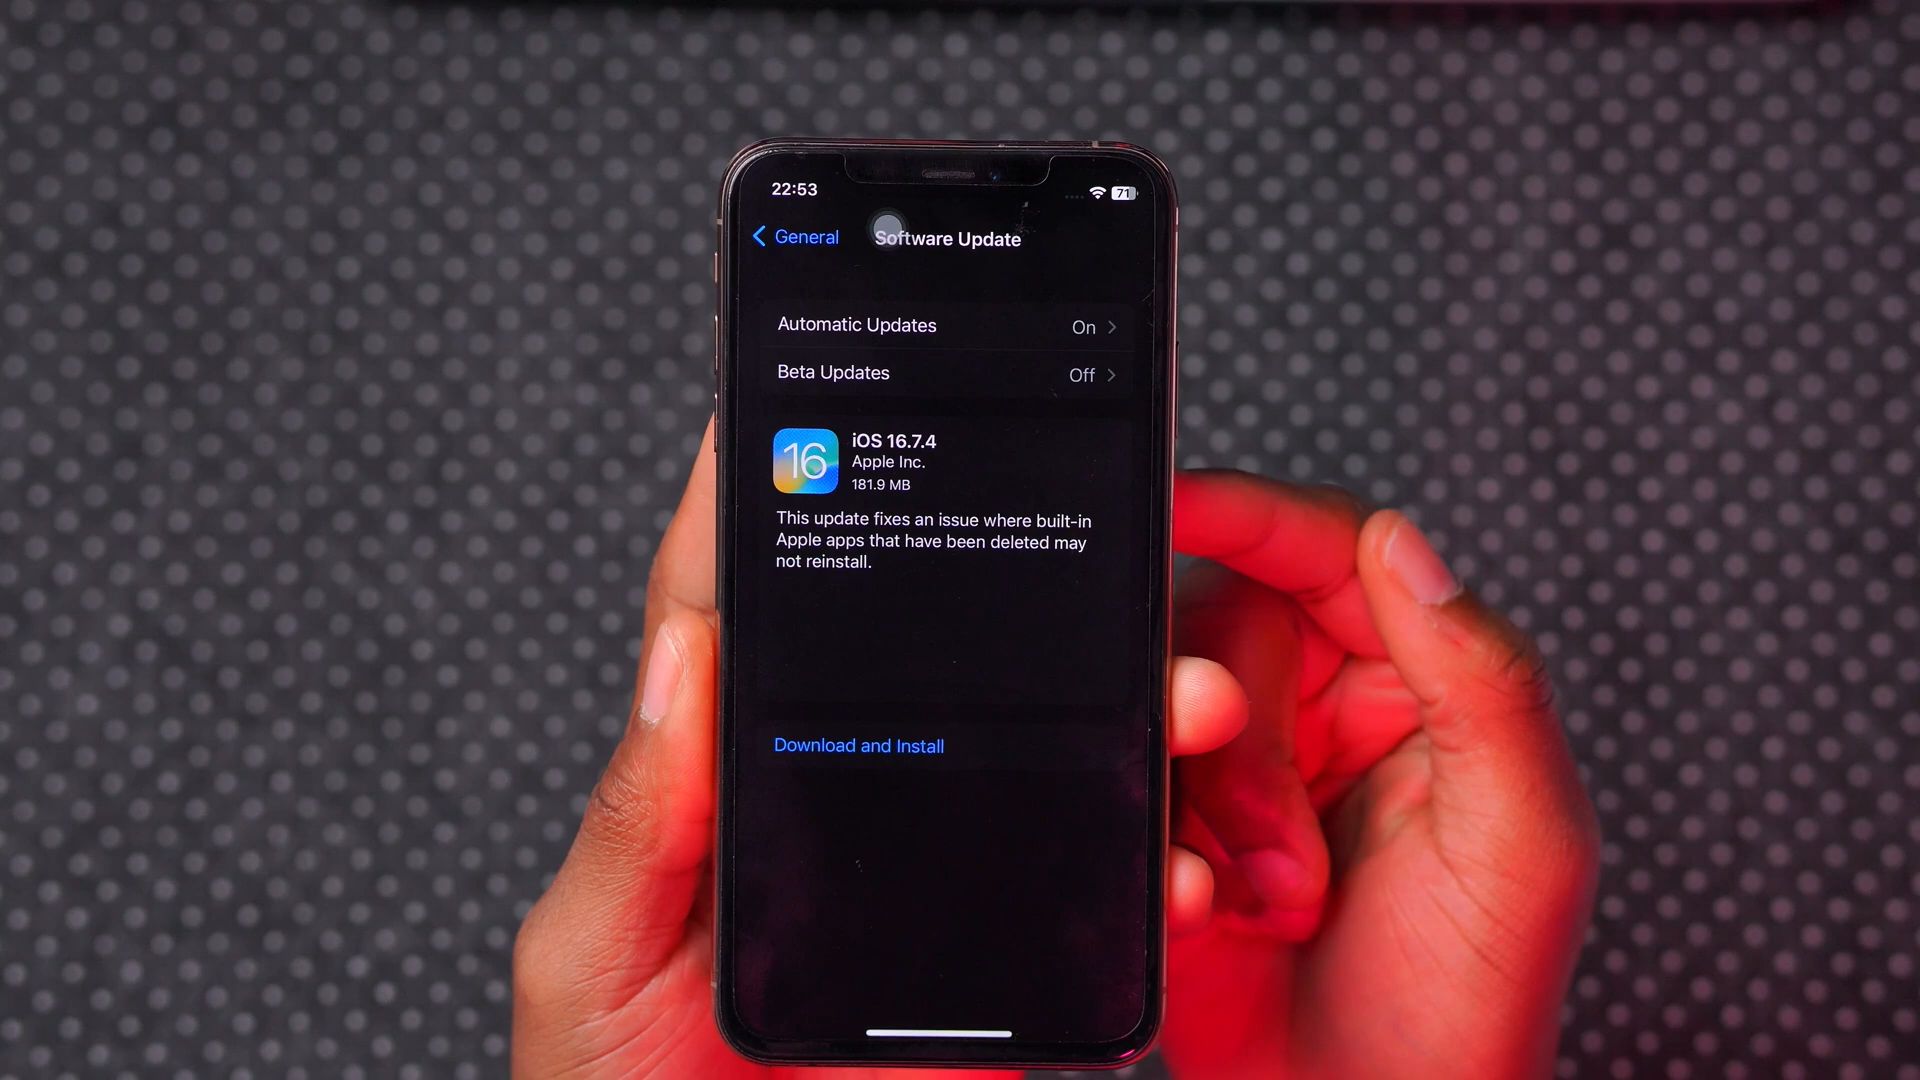 22:53
71
General
Software Update
Automatic Updates
On
Beta Updates
Off
16
iOS 16.7.4
Apple Inc.
181.9 MB
This update fixes an issue where built-in
Apple apps that have been deleted may
not reinstall.
Download and Install